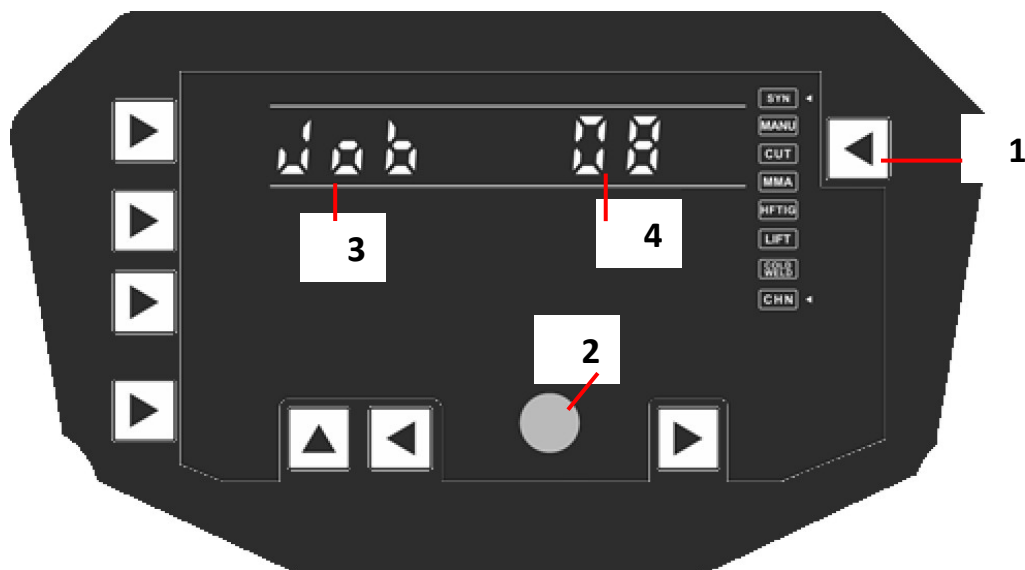 Job 08
SYN
MANU
CUT
MMA
HFTIG
LIFT
COLD
WELD
CHN
1
3
4
2